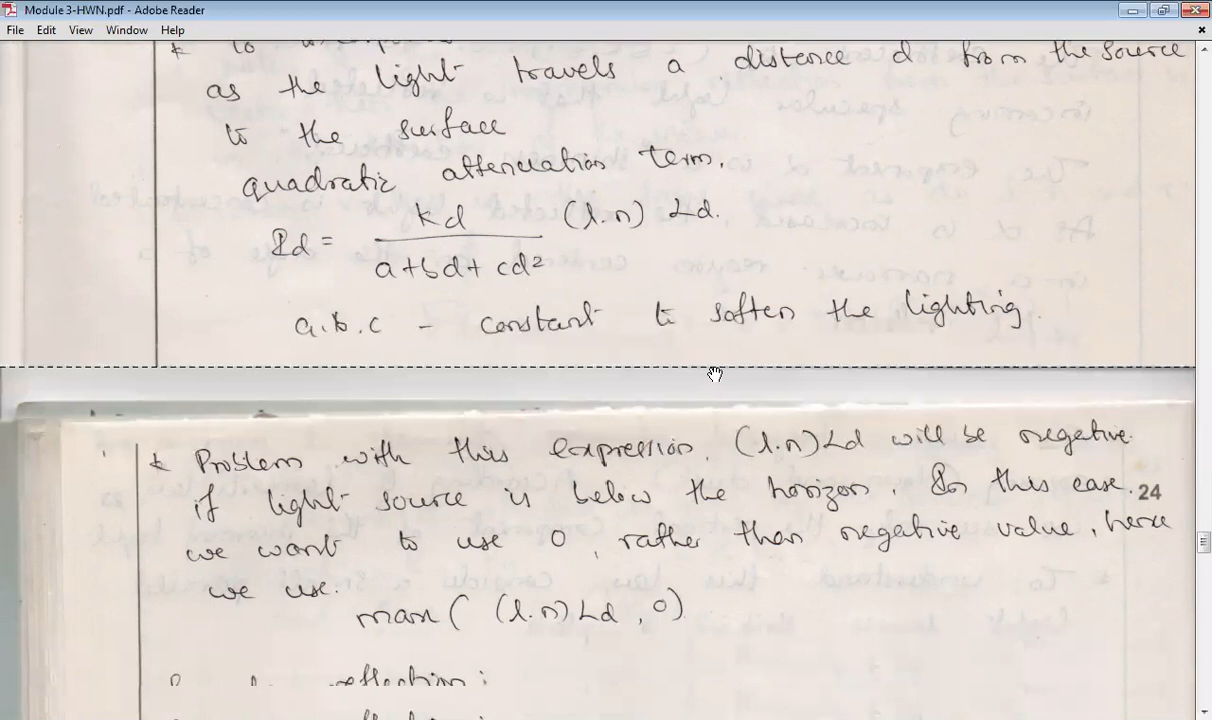 Module 3-HWN.pdf - Adobe Reader
File Edit View Window Help
as the light travels a distance d from the source
to the surface
quadratic attenuation term.
Id = kd / (a+bd+cd²) (l.n) Ld.
a.b.c - constant to soften the lighting.
* Problem with this expression, (l.n)Ld will be negative
if light source is below the horizon. In this case. 24
we want to use 0, rather than negative value, here
we use.
max( (l.n)Ld , 0)
reflection: